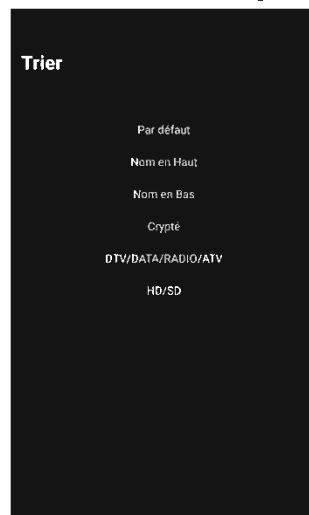 Trier
Par défaut
Nom en Haut
Nom en Bas
Crypté
DTV/DATA/RADIO/ATV
HD/SD